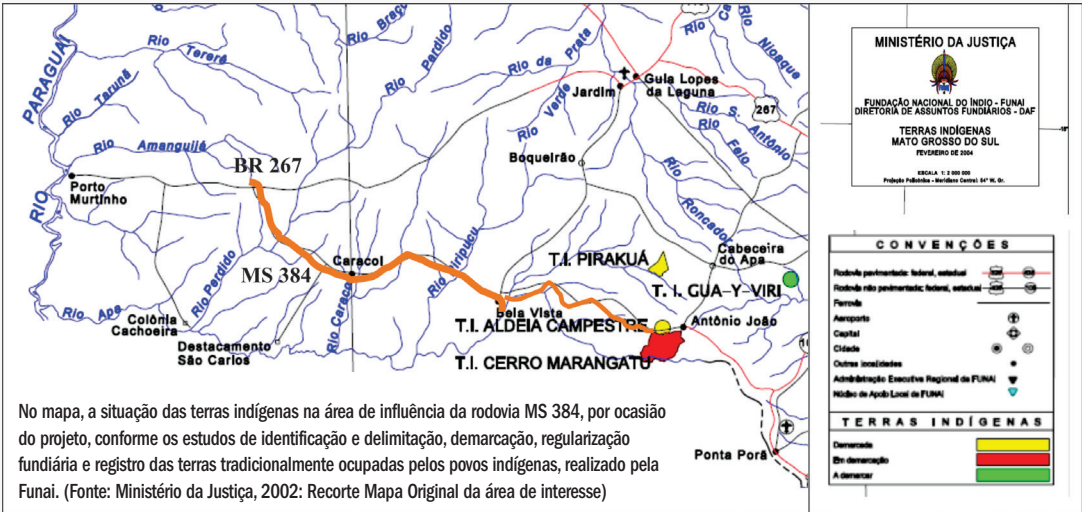 Rio Tereré
Rio Tarumã
PARAGUAI
Rio Braço
Rio Perdido
Rio da Prata
Rio Verde
Rio Nioaque
Guia Lopes
da Laguna
Jardim
267
Rio S. Antônio
Rio Feio
Rio Amanguijá
BR 267
Boqueirão
Porto
Murtinho
RIO
Rio Roncador
Cabeceira
do Apa
T.I. PIRAKUÁ
Caracol
MS 384
T. I. GUA-Y-VIRI
Rio Perdido
Rio Caracol
Rio Apa
Colônia
Cachoeira
Destacamento
São Carlos
Bela Vista
T.I. ALDEIA CAMPESTRE
Antônio João
T.I. CERRO MARANGATU
Ponta Porã
No mapa, a situação das terras indígenas na área de influência da rodovia MS 384, por ocasião
do projeto, conforme os estudos de identificação e delimitação, demarcação, regularização
fundiária e registro das terras tradicionalmente ocupadas pelos povos indígenas, realizado pela
Funai. (Fonte: Ministério da Justiça, 2002: Recorte Mapa Original da área de interesse)
MINISTÉRIO DA JUSTIÇA
FUNDAÇÃO NACIONAL DO ÍNDIO - FUNAI
DIRETORIA DE ASSUNTOS FUNDIÁRIOS - DAF
TERRAS INDÍGENAS
MATO GROSSO DO SUL
FEVEREIRO DE 2004
ESCALA 1: 2 000 000
Projeção Policônica - Meridiano Central: 54° W. Gr.
CONVENÇÕES
Rodovia pavimentada: federal, estadual
Rodovia não pavimentada: federal, estadual
Ferrovia
Aeroporto
Capital
Cidade
Outras localidades
Administração Executiva Regional da FUNAI
Núcleo de Apoio Local da FUNAI
TERRAS INDÍGENAS
Demarcada
Em demarcação
A demarcar